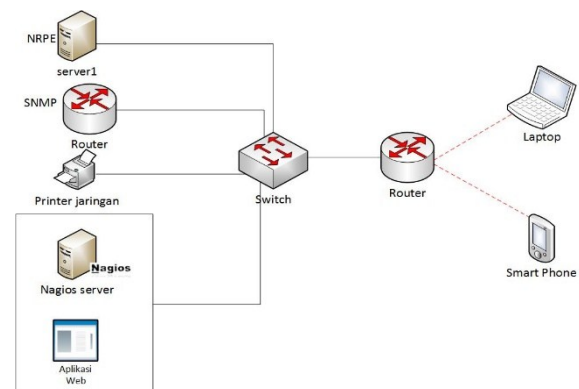 NRPE
server1
SNMP
Router
Printer jaringan
Nagios
Nagios server
Aplikasi
Web
Switch
Router
Laptop
Smart Phone